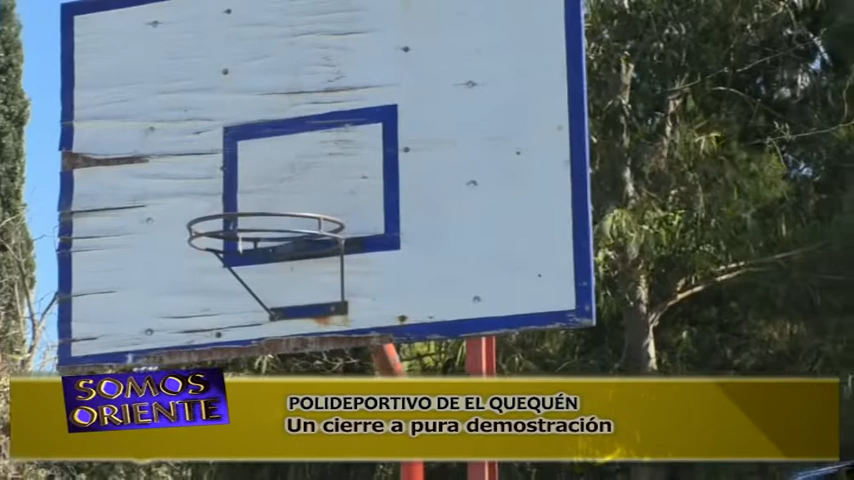 SOMOS
ORIENTE
POLIDEPORTIVO DE EL QUEQUÉN
Un cierre a pura demostración